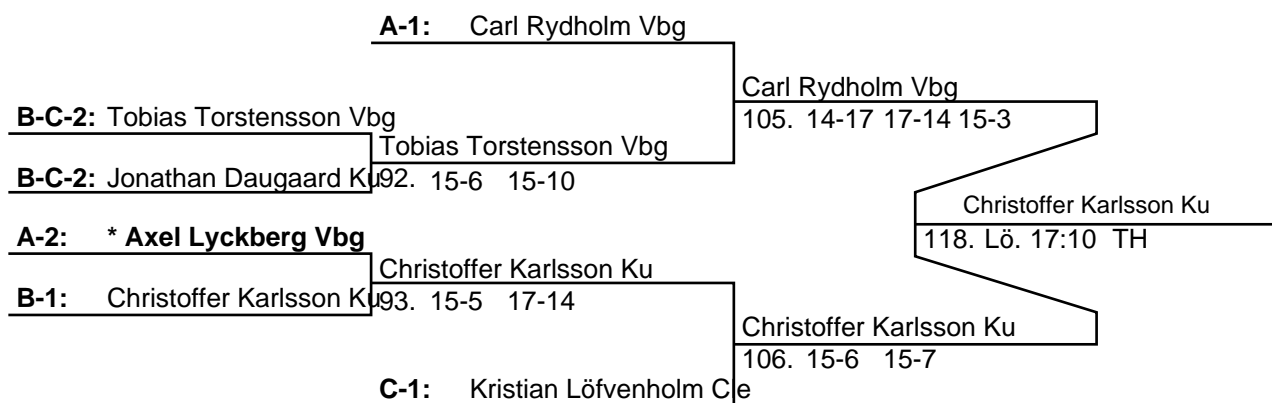 A-1: Carl Rydholm Vbg
Carl Rydholm Vbg
B-C-2: Tobias Torstensson Vbg
105. 14-17 17-14 15-3
Tobias Torstensson Vbg
B-C-2: Jonathan Daugaard Ku
92. 15-6 15-10
Christoffer Karlsson Ku
A-2: * Axel Lyckberg Vbg
118. Lö. 17:10 TH
Christoffer Karlsson Ku
B-1: Christoffer Karlsson Ku
93. 15-5 17-14
Christoffer Karlsson Ku
106. 15-6 15-7
C-1: Kristian Löfvenholm Cle